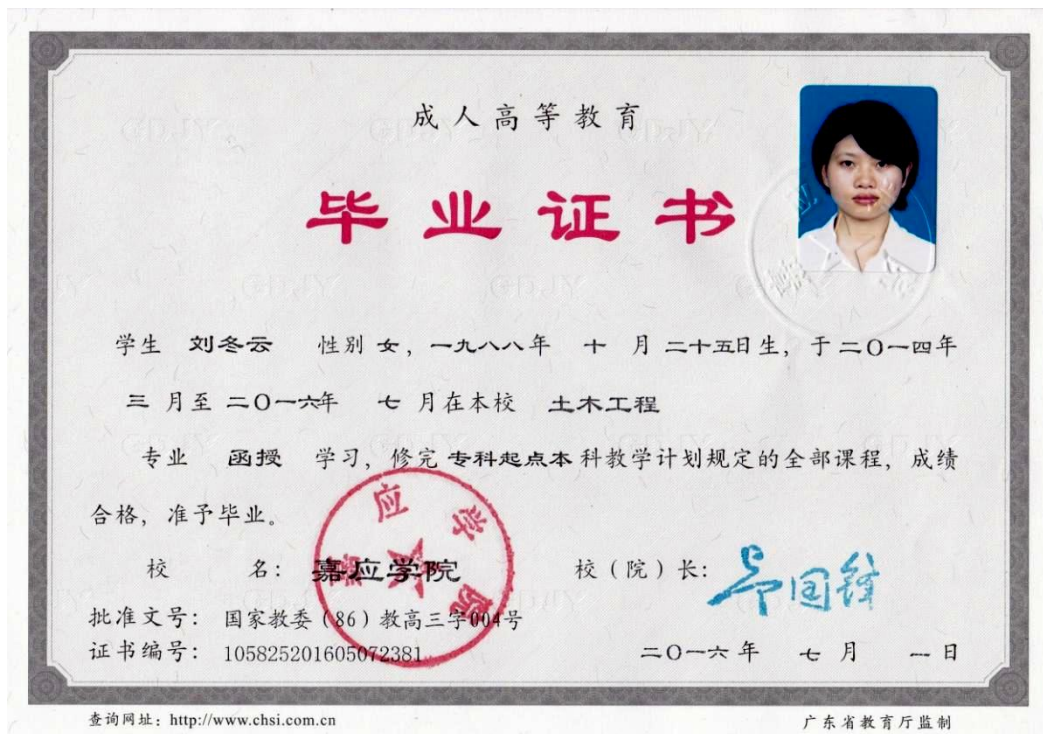 成人高等教育
毕业证书
学生 刘冬云 性别 女，一九八八年 十 月 二十五日生，于二〇一四年
三 月至 二〇一六年 七 月在本校 土木工程
专业 函授 学习，修完 专科起点本 科教学计划规定的全部课程，成绩
合格，准予毕业。
校 名： 嘉应学院
校（院）长：
批准文号： 国家教委（86）教高三字004号
证书编号： 105825201605072381
二〇一六年 七 月 一 日
查询网址：http://www.chsi.com.cn
广东省教育厅监制
嘉应学院
GDJY